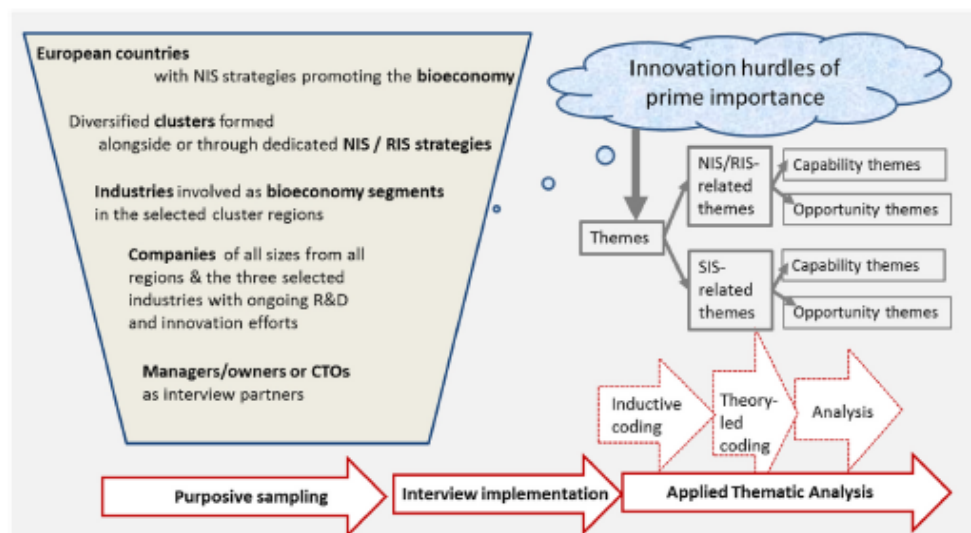 European countries
with NIS strategies promoting the bioeconomy
Diversified clusters formed
alongside or through dedicated NIS / RIS strategies
Industries involved as bioeconomy segments
in the selected cluster regions
Companies of all sizes from all
regions & the three selected
industries with ongoing R&D
and innovation efforts
Managers/owners or CTOs
as interview partners
Innovation hurdles of
prime importance
Themes
NIS/RIS-
related
themes
Capability themes
Opportunity themes
SIS-
related
themes
Capability themes
Opportunity themes
Inductive
coding
Theory-
led
coding
Analysis
Purposive sampling
Interview implementation
Applied Thematic Analysis